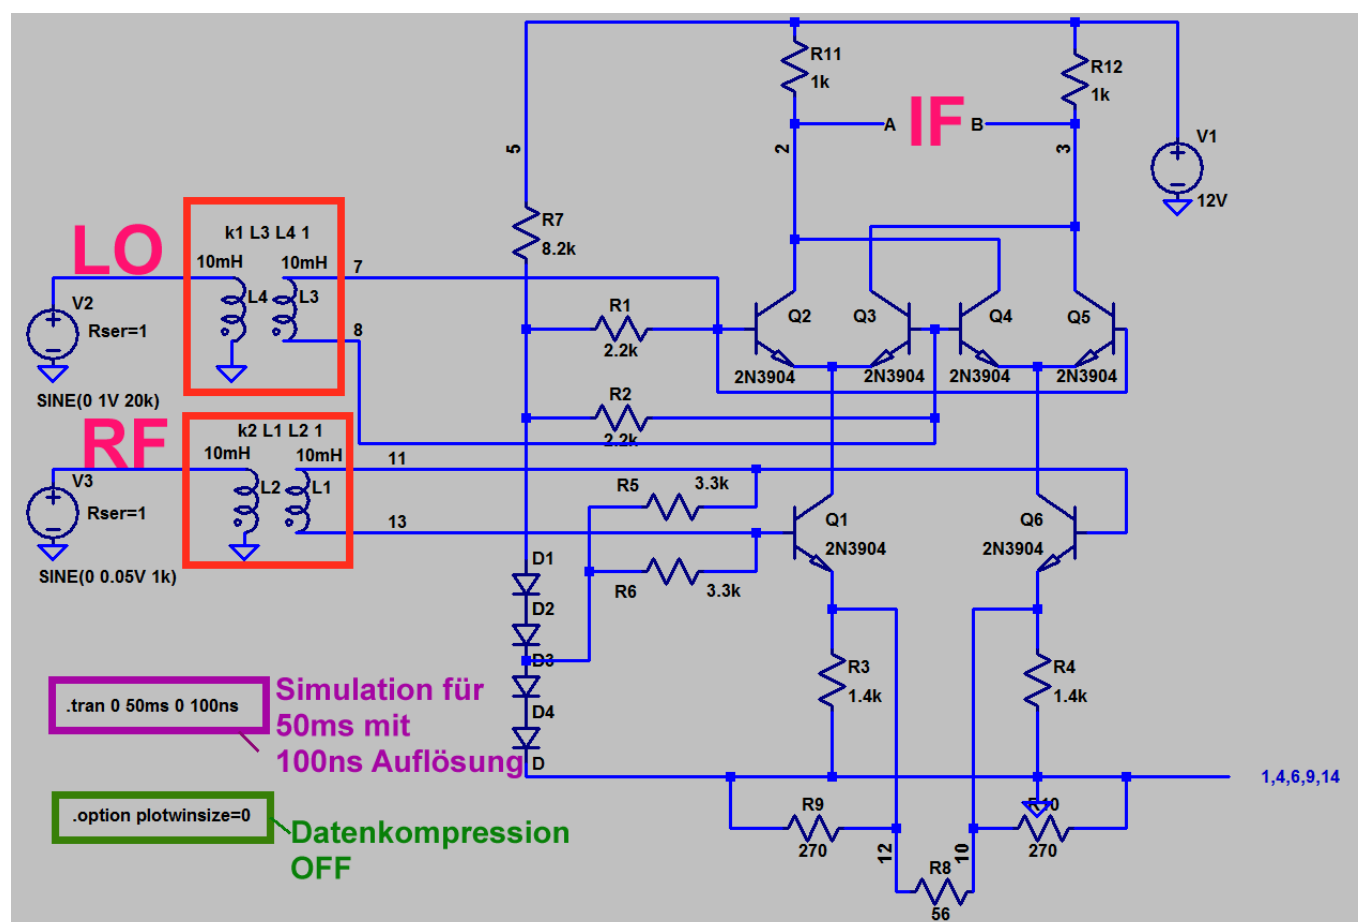 R11
1k
R12
1k
A
IF
B
2
3
5
V1
12V
R7
8.2k
k1 L3 L4 1
LO
10mH
10mH
7
L4
L3
V2
Rser=1
8
SINE(0 1V 20k)
R1
2.2k
Q2
Q3
Q4
Q5
2N3904
2N3904
2N3904
2N3904
R2
2.2k
RF
k2 L1 L2 1
10mH
10mH
11
L2
L1
V3
Rser=1
13
SINE(0 0.05V 1k)
R5
3.3k
R6
3.3k
Q1
2N3904
Q6
2N3904
D1
D2
D3
D4
D
R3
1.4k
R4
1.4k
.tran 0 50ms 0 100ns
Simulation für
50ms mit
100ns Auflösung
1,4,6,9,14
.option plotwinsize=0
Datenkompression
OFF
R9
270
12
10
R10
270
R8
56